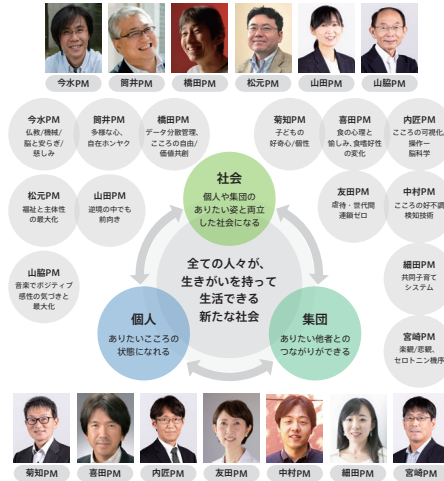 今水PM
筒井PM
橋田PM
松元PM
山田PM
山脇PM
今水PM
仏教/機械/
脳と安らぎ/
慈しみ
筒井PM
多様な心、
自在ホンヤク
橋田PM
データ分散管理、
こころの自由/
価値共創
菊知PM
子どもの
好奇心/個性
喜田PM
食の心理と
愉しみ、食嗜好性
の変化
内匠PM
こころの可視化、
操作ー
脳科学
松元PM
福祉と主体性
の最大化
山田PM
逆境の中でも
前向き
社会
個人や集団の
ありたい姿と両立
した社会になる
友田PM
虐待・世代間
連鎖ゼロ
中村PM
こころの好不調
検知技術
山脇PM
音楽でポジティブ
感性の気づきと
最大化
全ての人々が、
生きがいを持って
生活できる
新たな社会
細田PM
共同子育て
システム
個人
ありたいこころの
状態になれる
集団
ありたい他者との
つながりができる
宮崎PM
楽観/悲観、
セロトニン機序
菊知PM
喜田PM
内匠PM
友田PM
中村PM
細田PM
宮崎PM